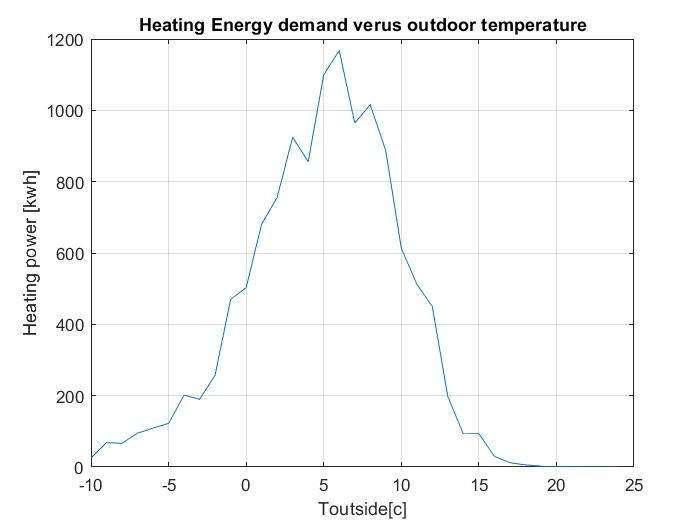 Heating Energy demand verus outdoor temperature
1200
1000
800
600
400
200
0
Heating power [kwh]
-10 -5 0 5 10 15 20 25
Toutside[c]